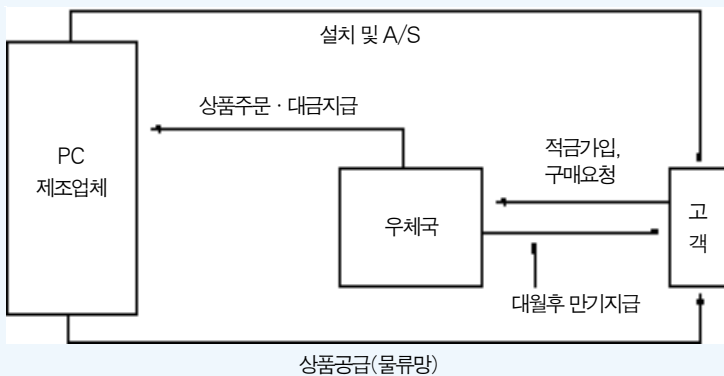 설치 및 A/S
상품주문 · 대금지급
PC
제조업체
적금가입,
구매요청
우체국
고
객
대월후 만기지급
상품공급(물류망)